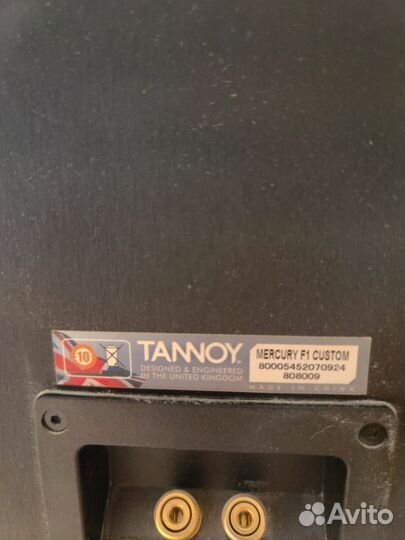 10
TANNOY.
DESIGNED & ENGINEERED
IN THE UNITED KINGDOM
MERCURY F1 CUSTOM
80005452070924
808009
MADE IN CHINA
Avito